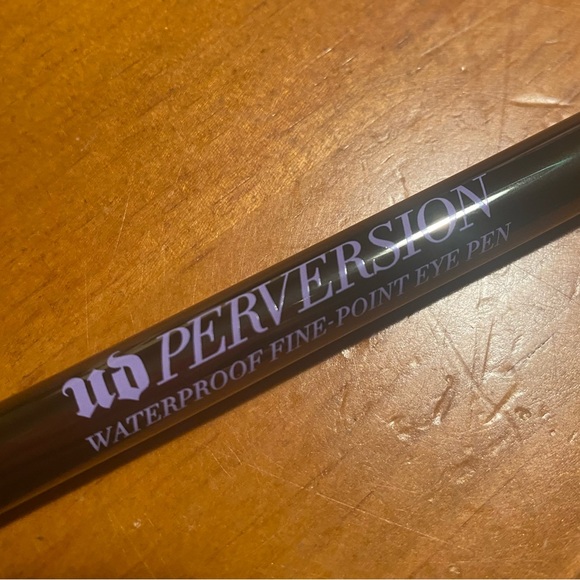 UD PERVERSION
WATERPROOF FINE-POINT EYE PEN